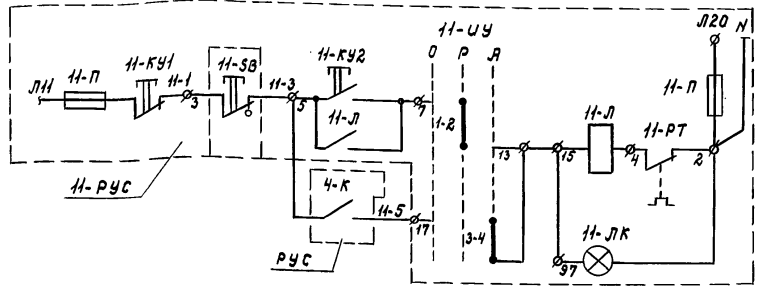 11-ИУ
Л20
N
О Р А
11-П
11-КУ1
11-SB
11-КУ2
Л11
11-1
3
11-3
5
11-Л
7
1-2
11-П
11-Л
11-РТ
13
15
4
2
11-РУС
4-К
11-5
17
3-4
11-ЛК
97
РУС